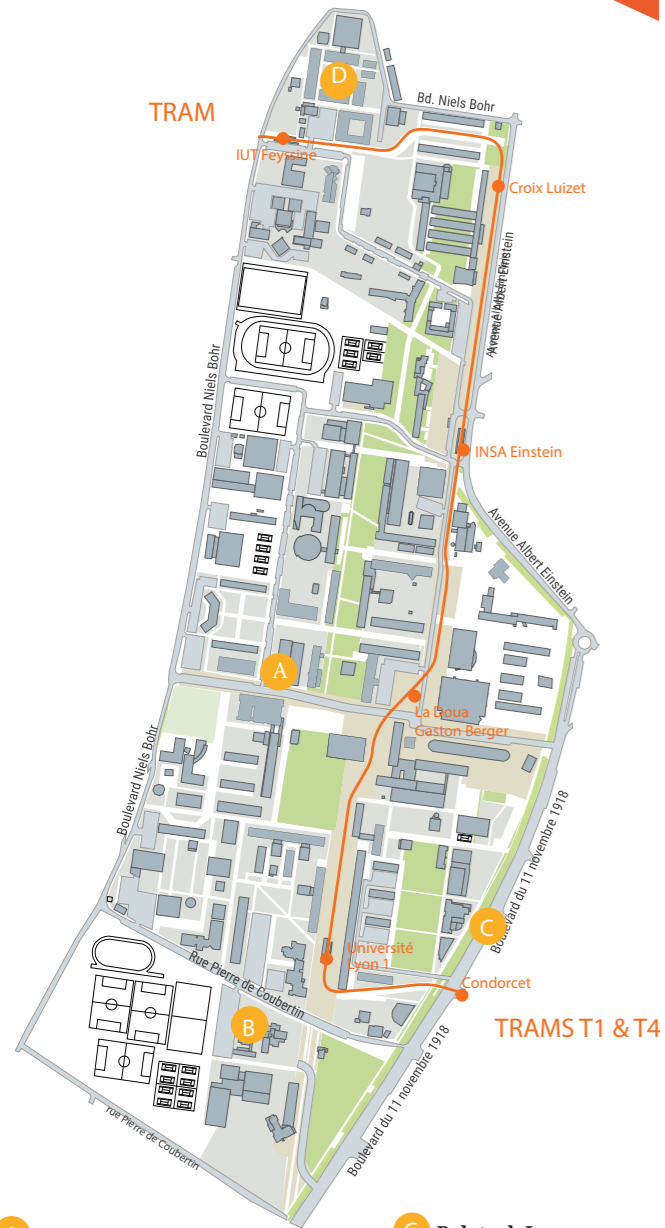 D
Bd. Niels Bohr
TRAM
IUT Feyssine
Croix Luizet
Avenue Albert Einstein
Boulevard Niels Bohr
INSA Einstein
Avenue Albert Einstein
A
La Doua
Gaston Berger
Boulevard Niels Bohr
Boulevard du 11 novembre 1918
C
Université
Lyon 1
Rue Pierre de Coubertin
Condorcet
B
TRAMS T1 & T4
Boulevard du 11 novembre 1918
rue Pierre de Coubertin